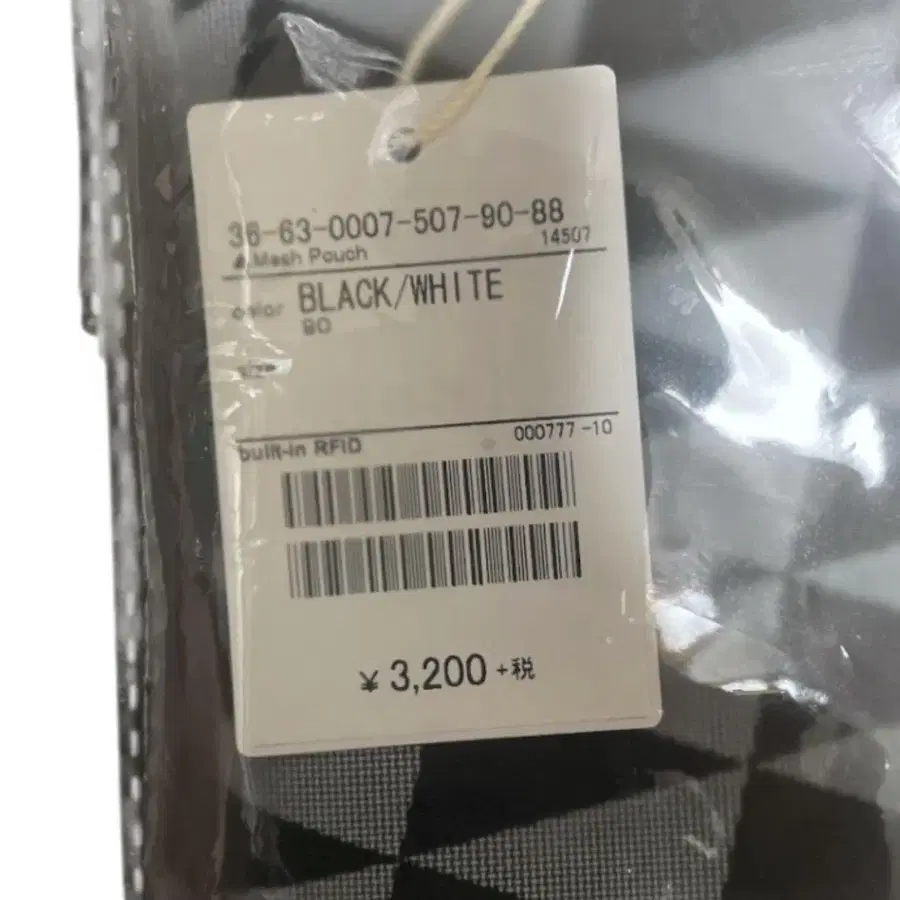 36-63-0007-507-90-88
Mesh Pouch 14507
color BLACK/WHITE
90
size
built-in RFID 000777 -10
¥ 3,200 +税